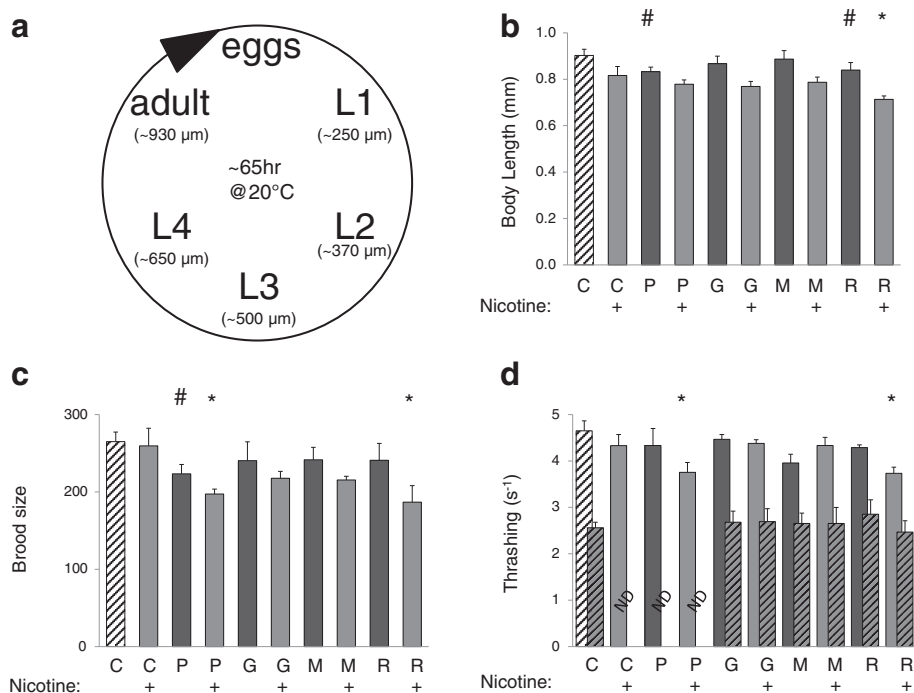 a
eggs
adult
(~930 µm)
L1
(~250 µm)
~65hr
@20°C
L4
(~650 µm)
L2
(~370 µm)
L3
(~500 µm)
b
# # *
Body Length (mm)
1.0
0.8
0.6
0.4
0.2
0.0
C C P P G G M M R R
Nicotine: + + + + +
c
# * *
Brood size
300
200
100
0
C C P P G G M M R R
Nicotine: + + + + +
d
* *
Thrashing (s-1)
5
4
3
2
1
0
ND ND ND
C C P P G G M M R R
Nicotine: + + + + +